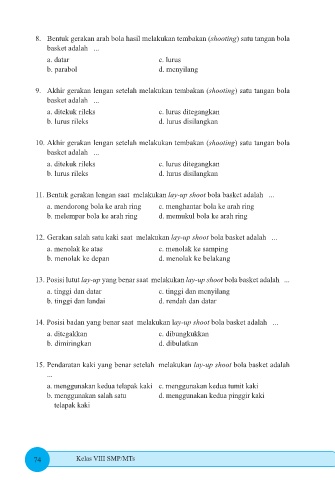 8. Bentuk gerakan arah bola hasil melakukan tembakan (shooting) satu tangan bola
basket adalah ...
a. datar c. lurus
b. parabol d. menyilang
9. Akhir gerakan lengan setelah melakukan tembakan (shooting) satu tangan bola
basket adalah ...
a. ditekuk rileks c. lurus ditegangkan
b. lurus rileks d. lurus disilangkan
10. Akhir gerakan lengan setelah melakukan tembakan (shooting) satu tangan bola
basket adalah ...
a. ditekuk rileks c. lurus ditegangkan
b. lurus rileks d. lurus disilangkan
11. Bentuk gerakan lengan saat melakukan lay-up shoot bola basket adalah ...
a. mendorong bola ke arah ring c. menghantar bola ke arah ring
b. melempar bola ke arah ring d. memukul bola ke arah ring
12. Gerakan salah satu kaki saat melakukan lay-up shoot bola basket adalah ...
a. menolak ke atas c. menolak ke samping
b. menolak ke depan d. menolak ke belakang
13. Posisi lutut lay-up yang benar saat melakukan lay-up shoot bola basket adalah ...
a. tinggi dan datar c. tinggi dan menyilang
b. tinggi dan landai d. rendah dan datar
14. Posisi badan yang benar saat melakukan lay-up shoot bola basket adalah ...
a. ditegakkan c. dibungkukkan
b. dimiringkan d. dibulatkan
15. Pendaratan kaki yang benar setelah melakukan lay-up shoot bola basket adalah
...
a. menggunakan kedua telapak kaki c. menggunakan kedua tumit kaki
b. menggunakan salah satu d. menggunakan kedua pinggir kaki
telapak kaki
74 Kelas VIII SMP/MTs